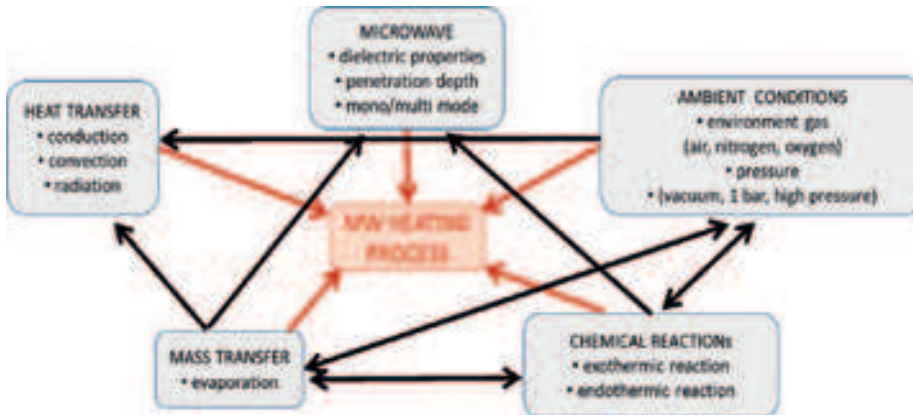 MICROWAVE
• dielectric properties
• penetration depth
• mono/multi mode
HEAT TRANSFER
• conduction
• convection
• radiation
AMBIENT CONDITIONS
• environment gas
(air, nitrogen, oxygen)
• pressure
• (vacuum, 1 bar, high pressure)
MW HEATING
PROCESS
MASS TRANSFER
• evaporation
CHEMICAL REACTIONs
• exothermic reaction
• endothermic reaction